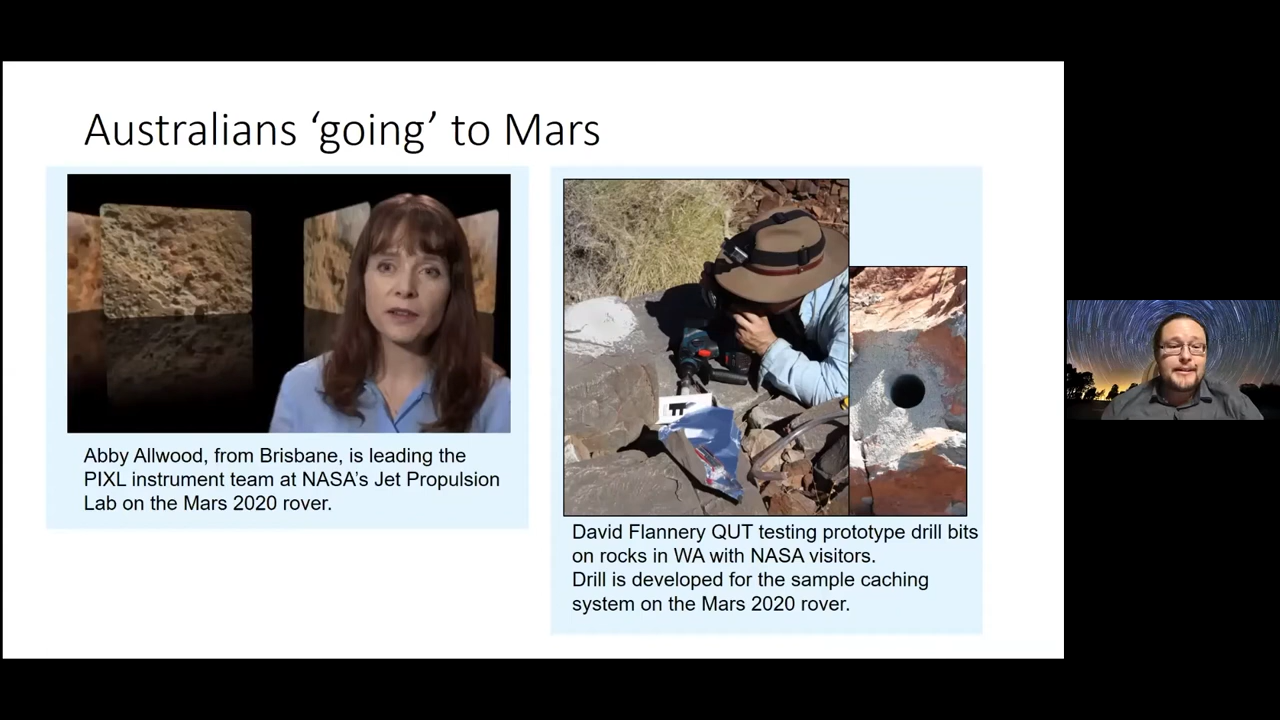 Australians ‘going’ to Mars
Abby Allwood, from Brisbane, is leading the
PIXL instrument team at NASA’s Jet Propulsion
Lab on the Mars 2020 rover.
David Flannery QUT testing prototype drill bits
on rocks in WA with NASA visitors.
Drill is developed for the sample caching
system on the Mars 2020 rover.